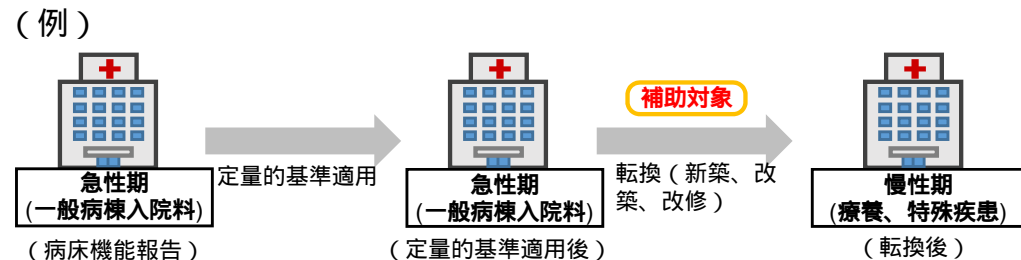 （例）
補助対象
定量的基準適用
転換（新築、改
築、改修）
急性期
(一般病棟入院料)
急性期
(一般病棟入院料)
慢性期
(療養、特殊疾患)
（病床機能報告）
（定量的基準適用後）
（転換後）